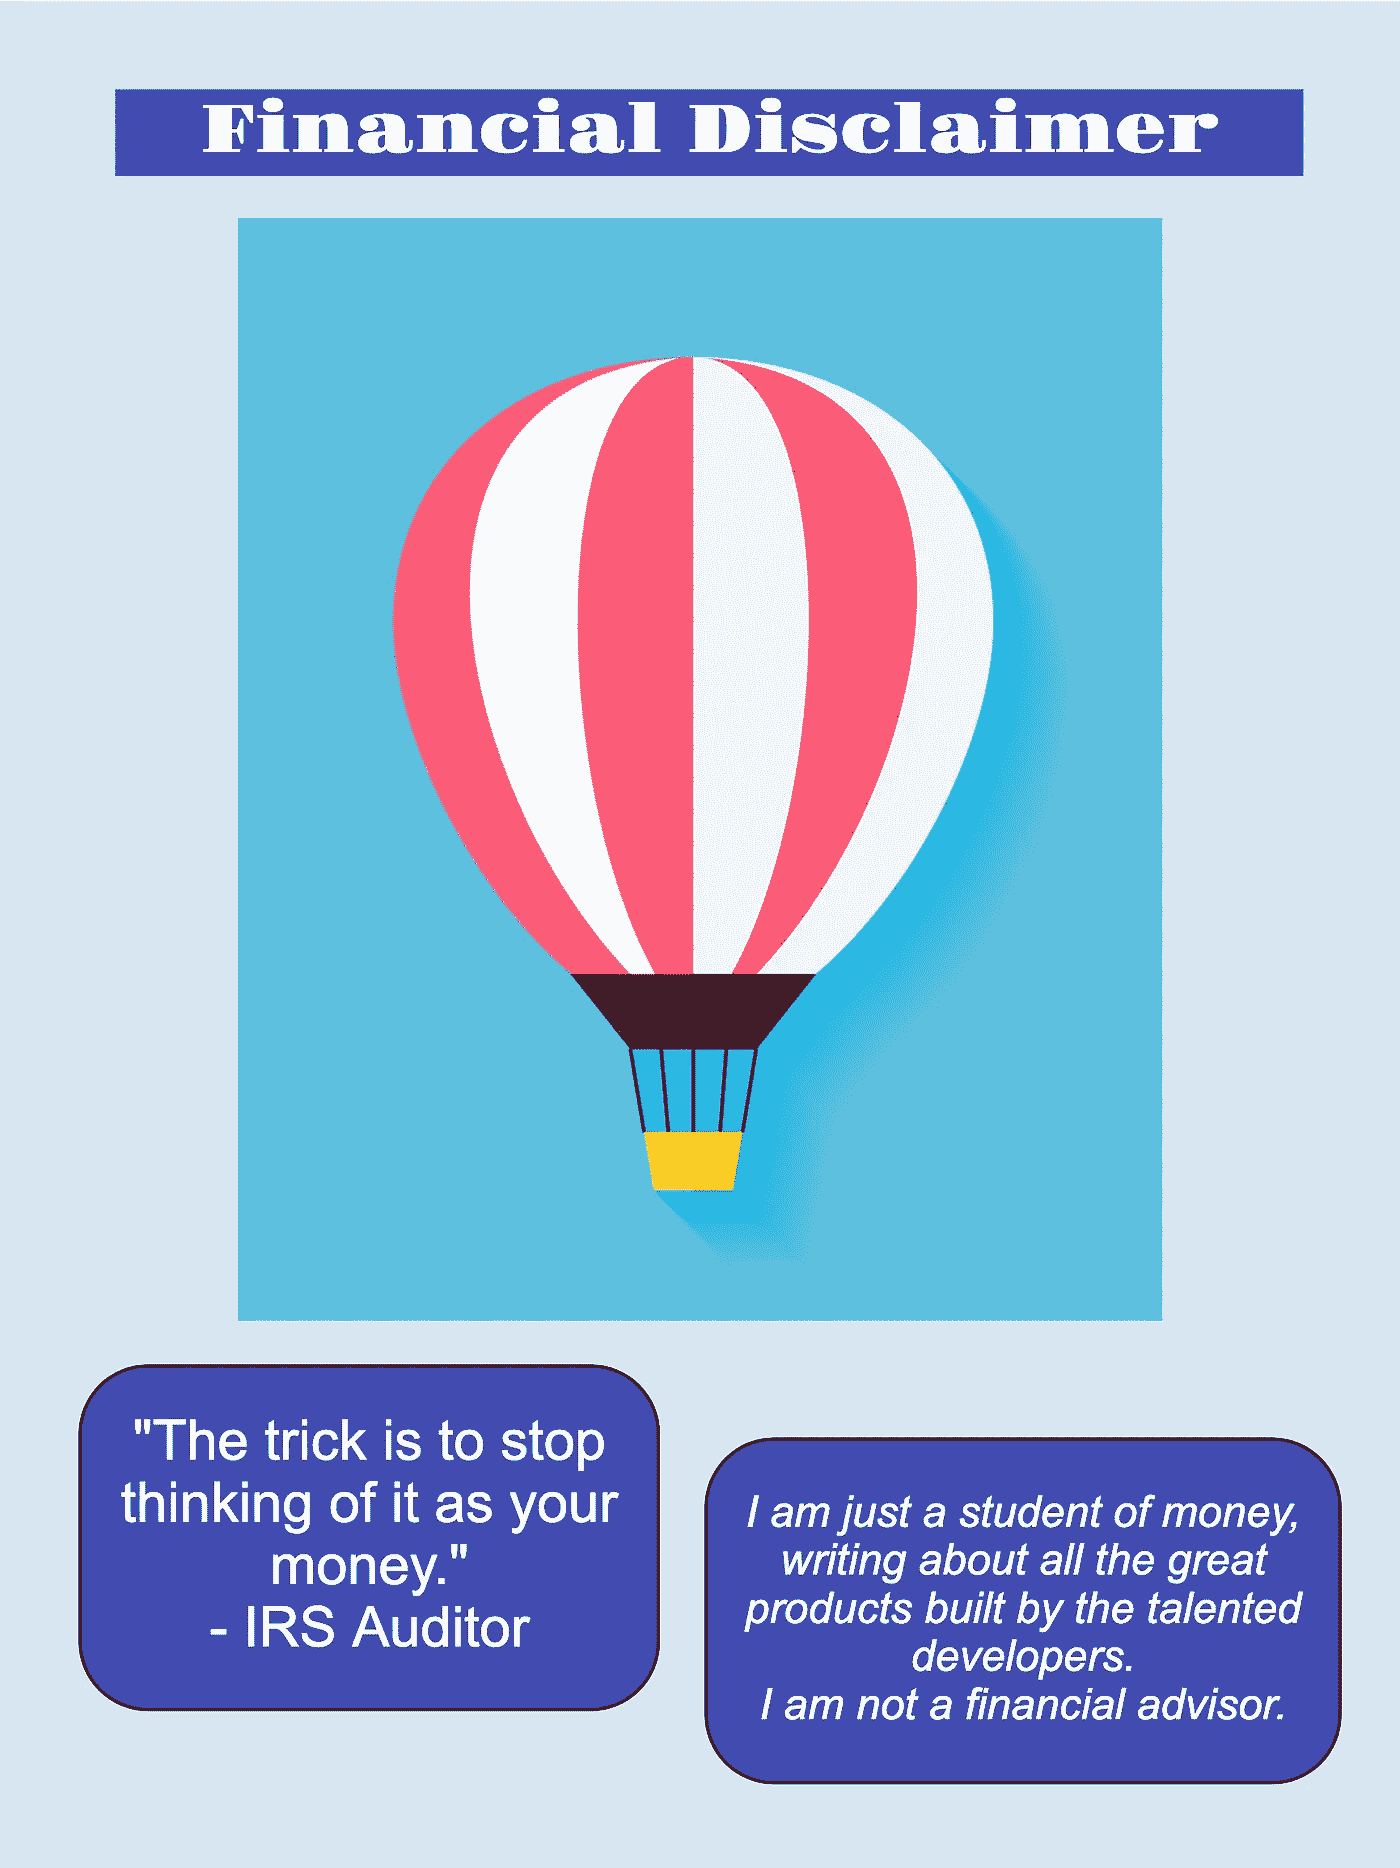 Financial Disclaimer
"The trick is to stop
thinking of it as your
money."
- IRS Auditor
I am just a student of money,
writing about all the great
products built by the talented
developers.
I am not a financial advisor.